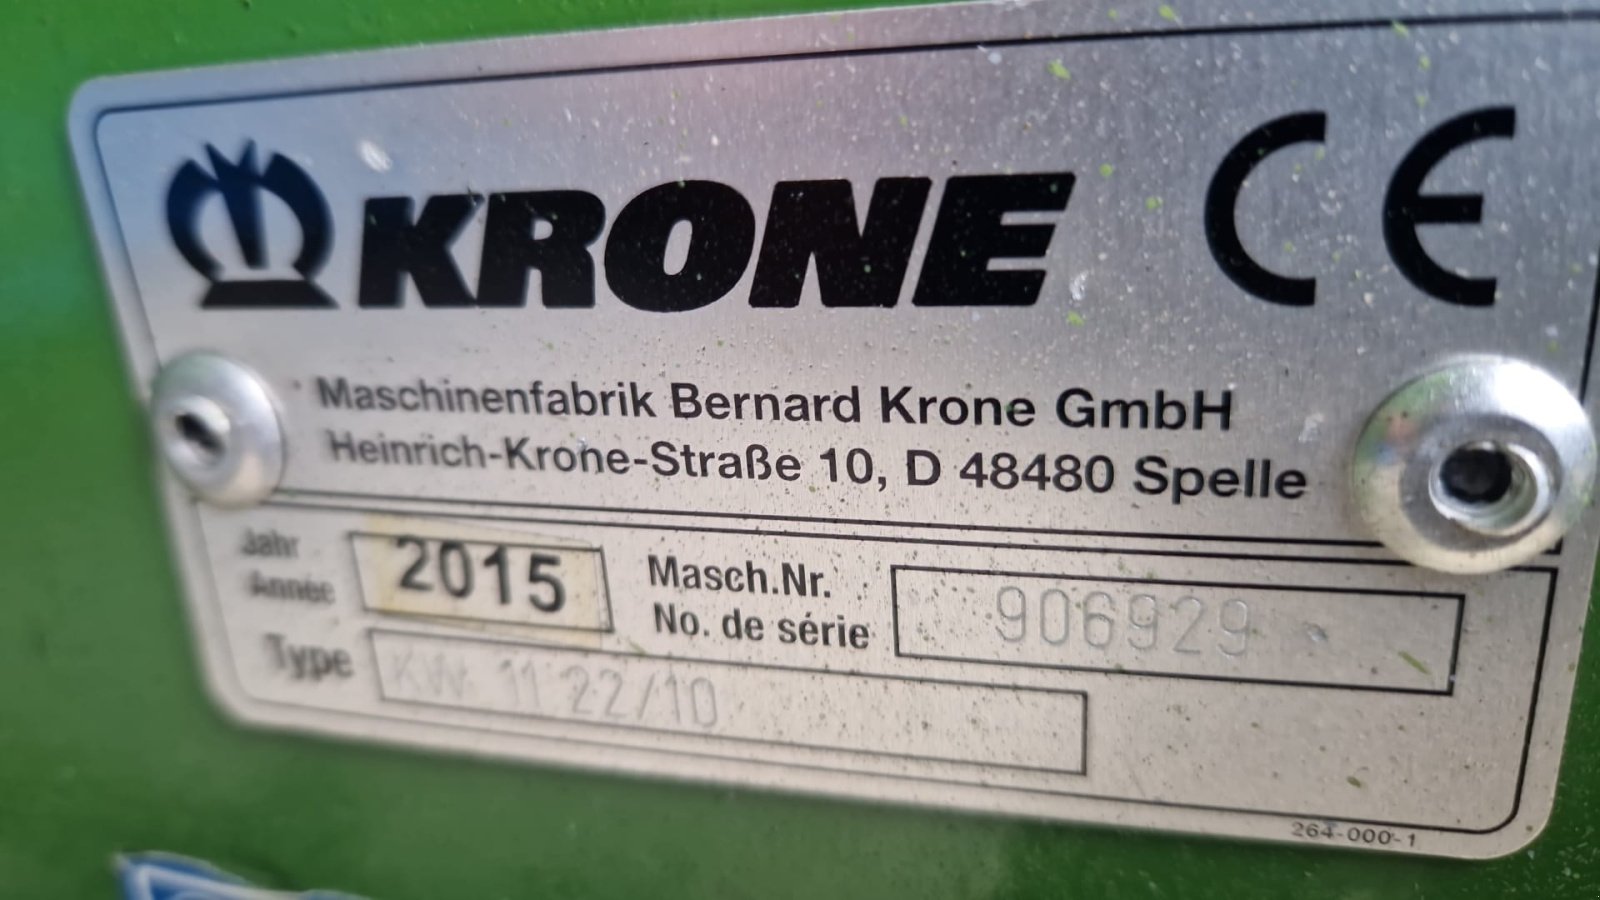 KRONE CE
Maschinenfabrik Bernard Krone GmbH
Heinrich-Krone-Straße 10, D 48480 Spelle
Jahr 2015 Masch.Nr. 906929
Année No. de série
Type KW 11 22/10
264-000-1